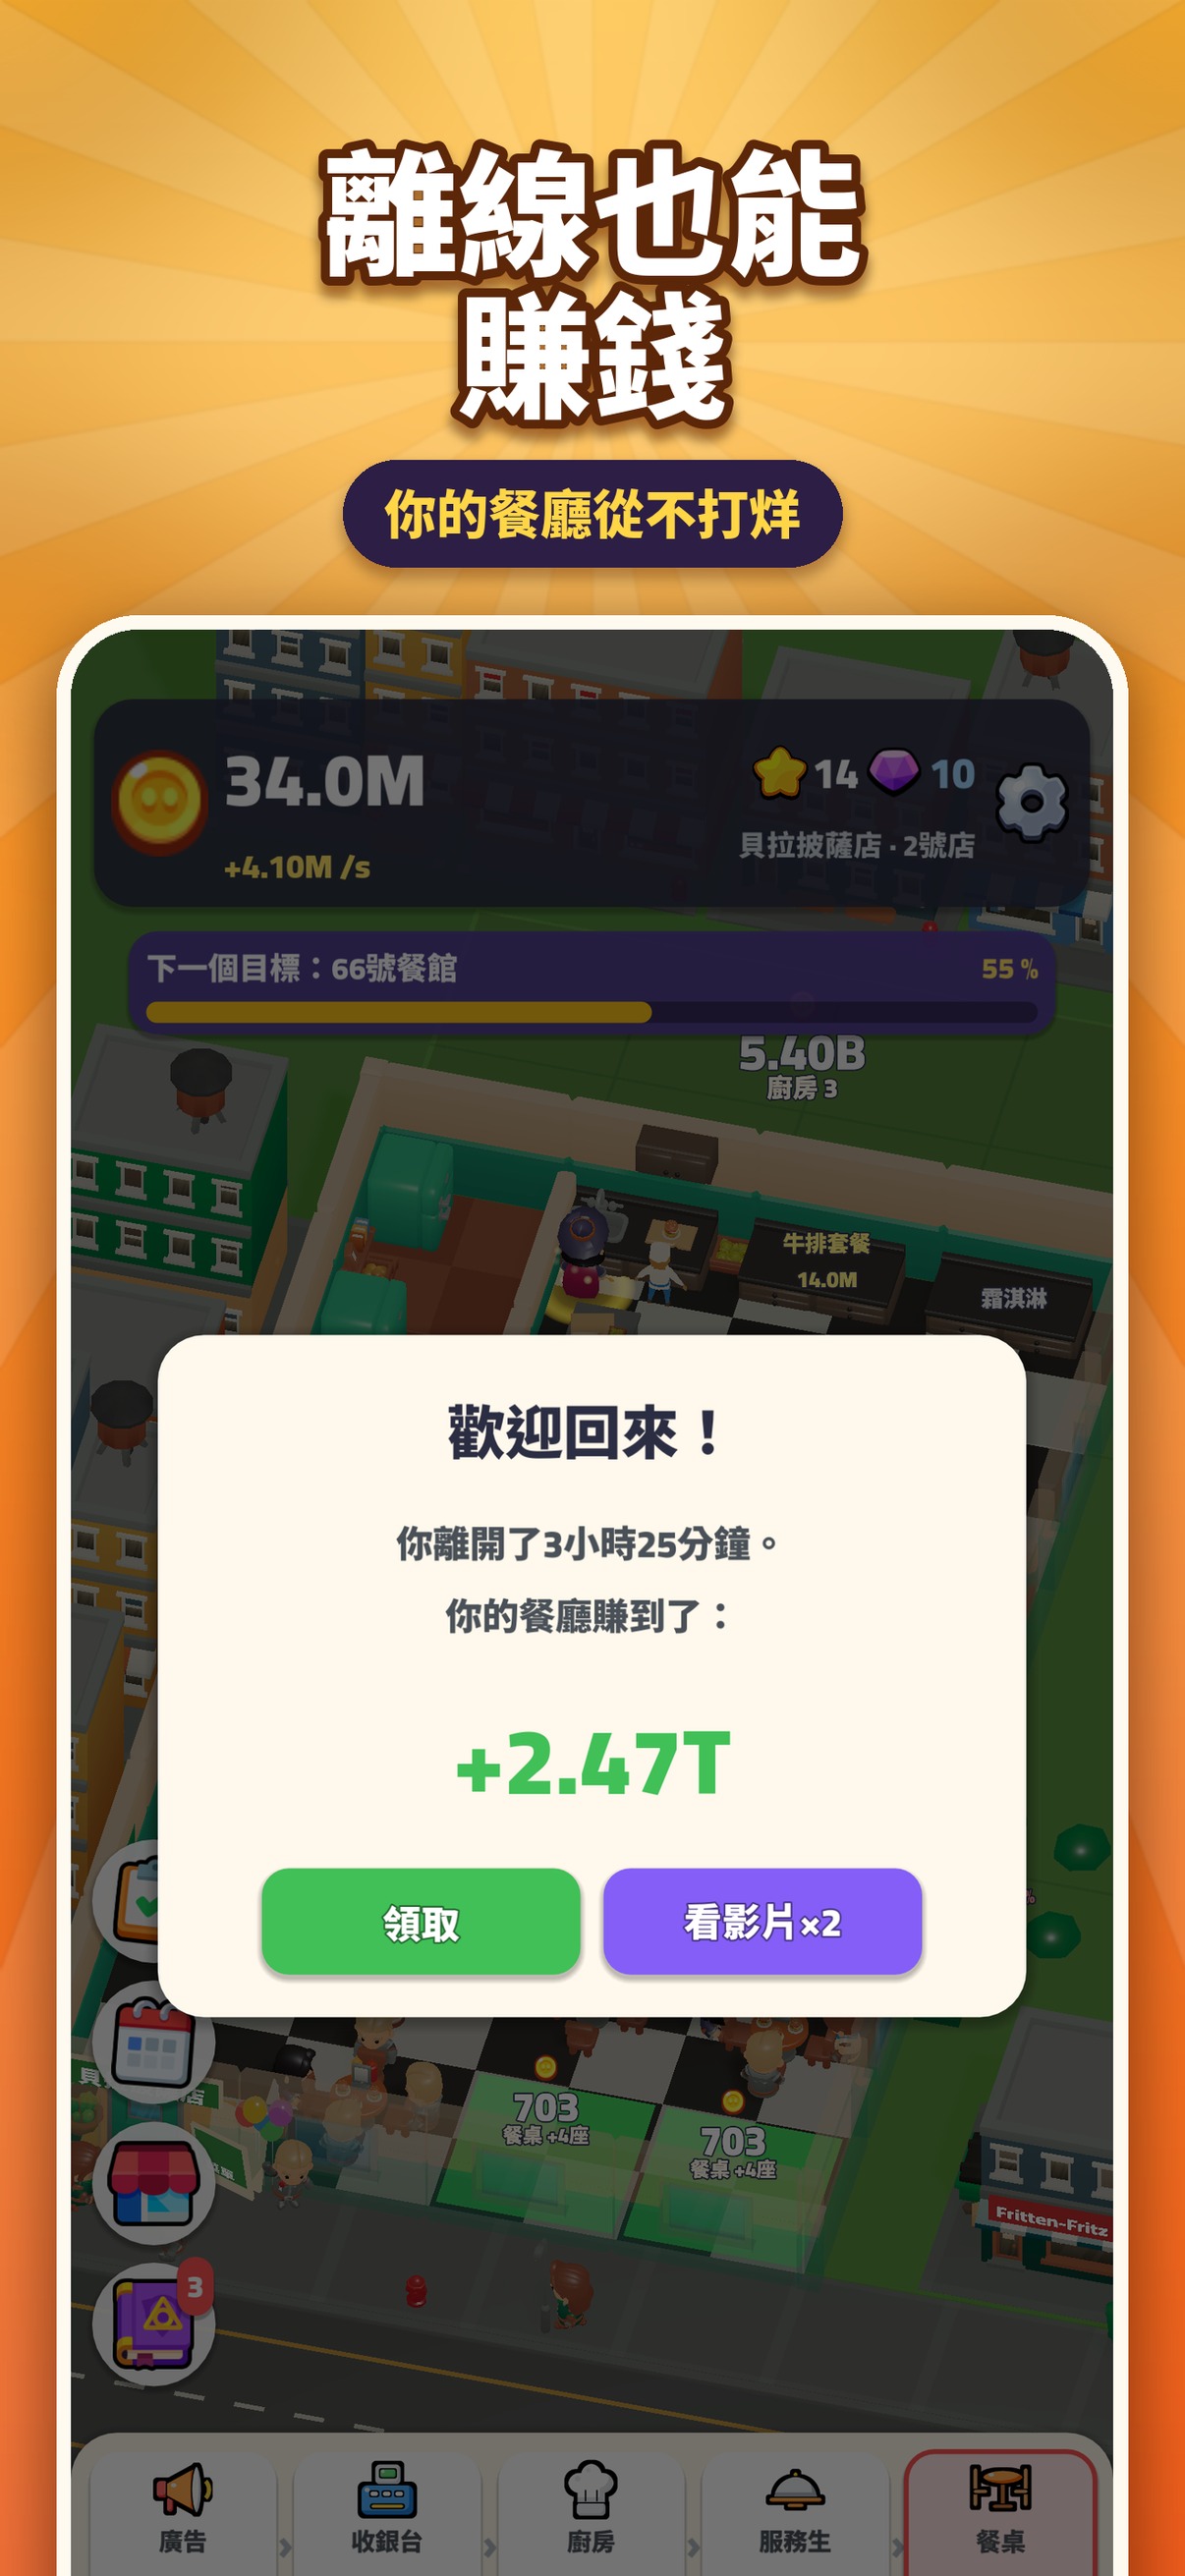 離線也能
賺錢
你的餐廳從不打烊
34.0M
+4.10M /s
14
10
貝拉披薩店 · 2號店
下一個目標：66號餐館
55 %
5.40B
廚房 3
牛排套餐
14.0M
霜淇淋
歡迎回來！
你離開了3小時25分鐘。
你的餐廳賺到了：
+2.47T
領取
看影片×2
703
餐桌 +4座
703
餐桌 +4座
Fritten-Fritz
3
廣告
收銀台
廚房
服務生
餐桌